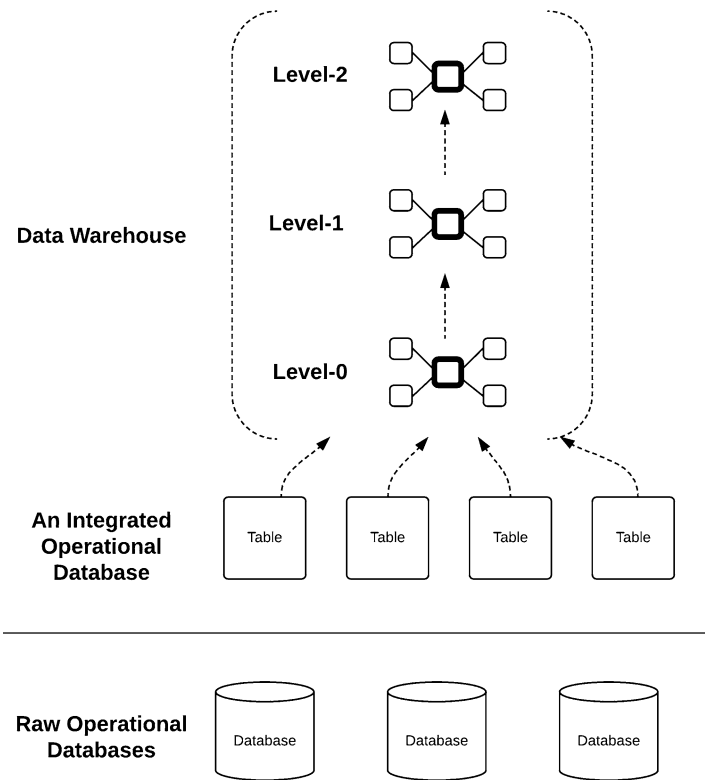 Level-2
Data Warehouse
Level-1
Level-0
An Integrated
Operational
Database
Table
Table
Table
Table
Raw Operational
Databases
Database
Database
Database